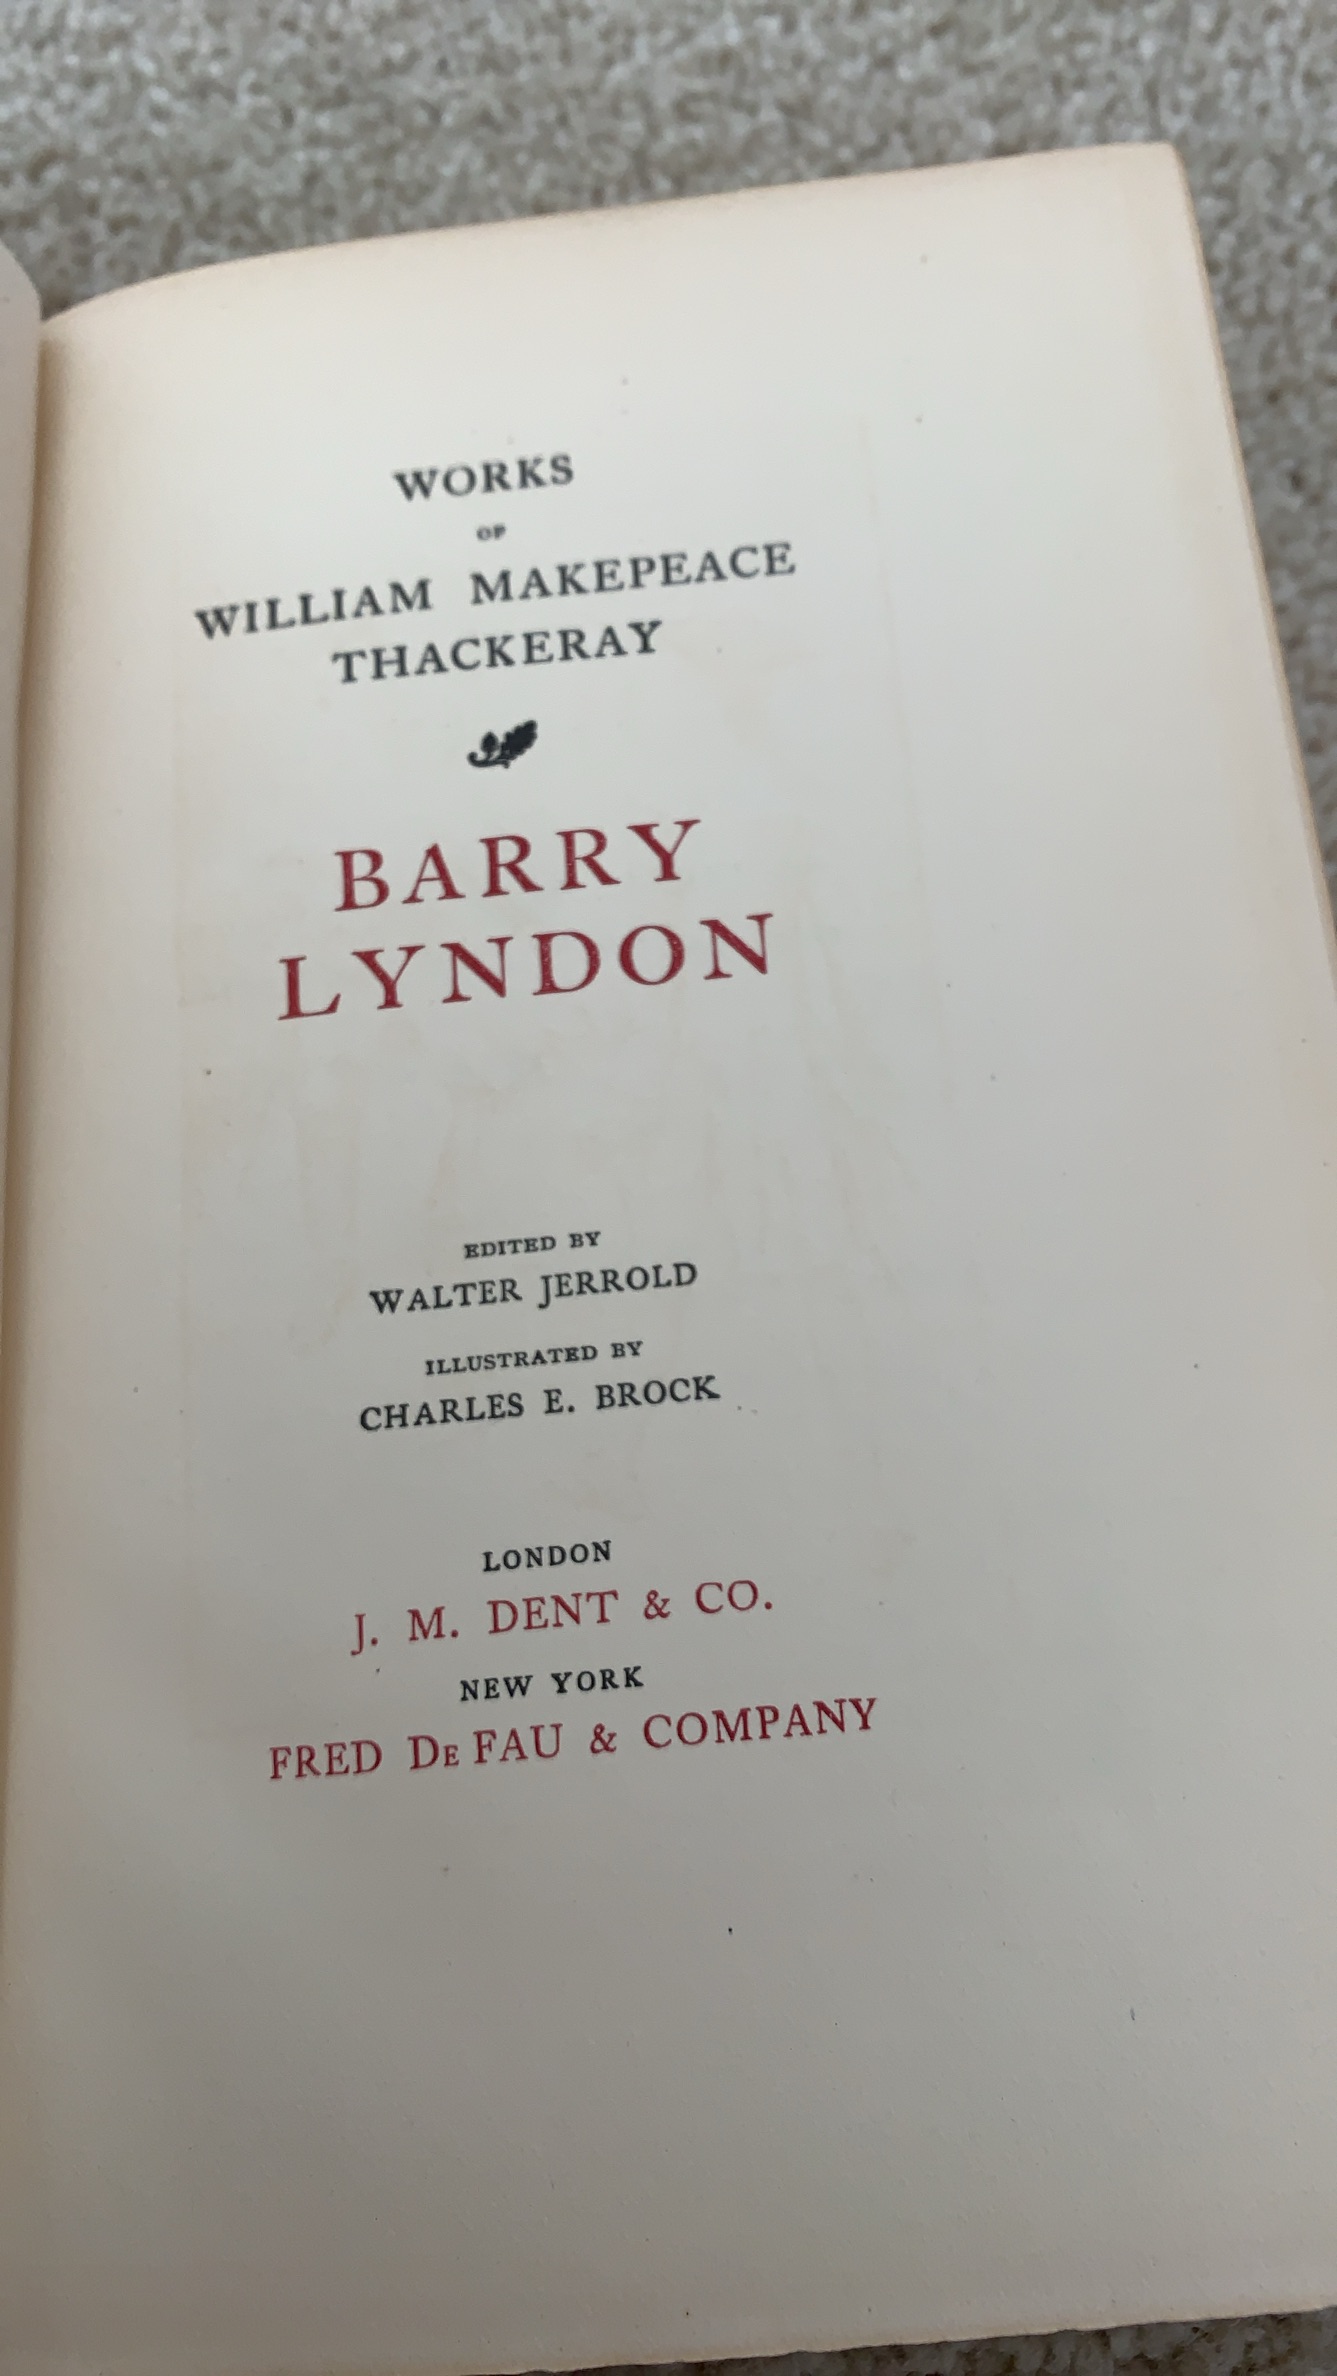 WORKS
OF
WILLIAM MAKEPEACE
THACKERAY
BARRY
LYNDON
EDITED BY
WALTER JERROLD
ILLUSTRATED BY
CHARLES E. BROCK
LONDON
J. M. DENT & CO.
NEW YORK
FRED DE FAU & COMPANY